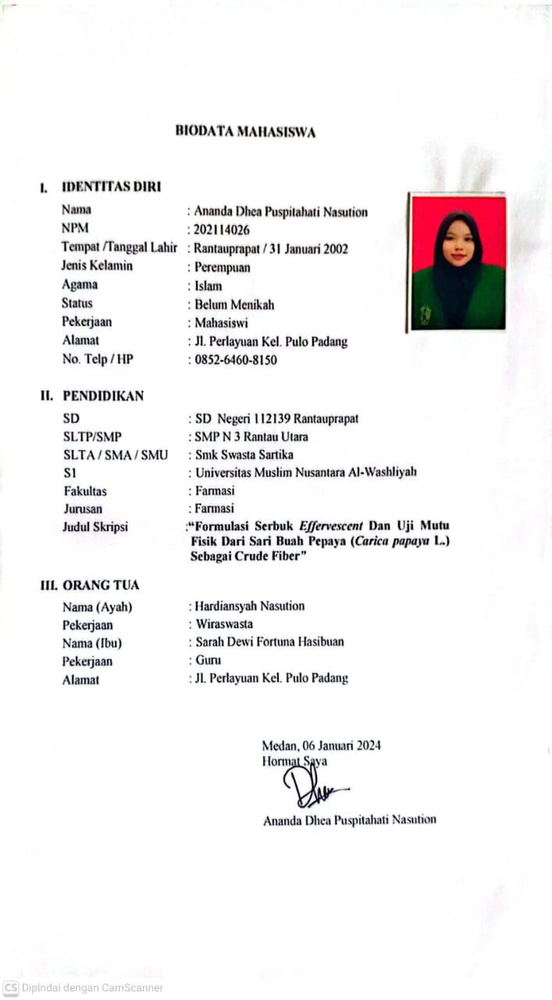 BIODATA MAHASISWA
I. IDENTITAS DIRI
Nama : Ananda Dhea Puspitahati Nasution
NPM : 202114026
Tempat /Tanggal Lahir : Rantauprapat / 31 Januari 2002
Jenis Kelamin : Perempuan
Agama : Islam
Status : Belum Menikah
Pekerjaan : Mahasiswi
Alamat : Jl. Perlayuan Kel. Pulo Padang
No. Telp / HP : 0852-6460-8150
II. PENDIDIKAN
SD : SD Negeri 112139 Rantauprapat
SLTP/SMP : SMP N 3 Rantau Utara
SLTA / SMA / SMU : Smk Swasta Sartika
S1 : Universitas Muslim Nusantara Al-Washliyah
Fakultas : Farmasi
Jurusan : Farmasi
Judul Skripsi :“Formulasi Serbuk Effervescent Dan Uji Mutu
Fisik Dari Sari Buah Pepaya (Carica papaya L.)
Sebagai Crude Fiber”
III. ORANG TUA
Nama (Ayah) : Hardiansyah Nasution
Pekerjaan : Wiraswasta
Nama (Ibu) : Sarah Dewi Fortuna Hasibuan
Pekerjaan : Guru
Alamat : Jl. Perlayuan Kel. Pulo Padang
Medan, 06 Januari 2024
Hormat Saya
Dhea
Ananda Dhea Puspitahati Nasution
CS Dipindai dengan CamScanner